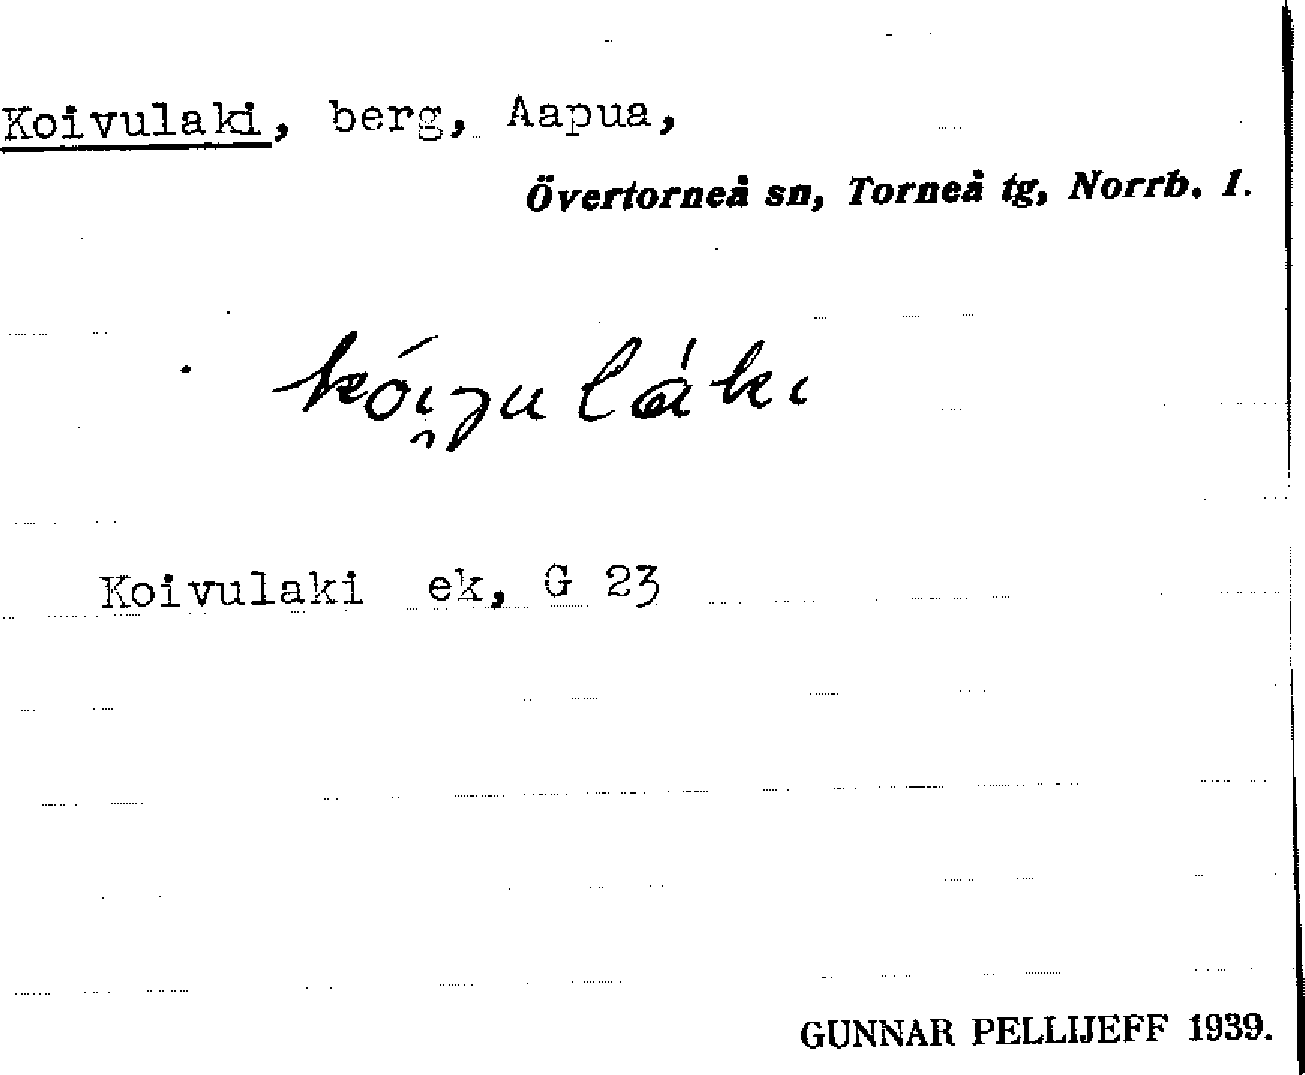 Koivulaki, berg, Aapua,
Övertorneå sn, Torneå tg, Norrb. l.
Koivulaki ek, G 23
GUNNAR PELLIJEFF 1939.